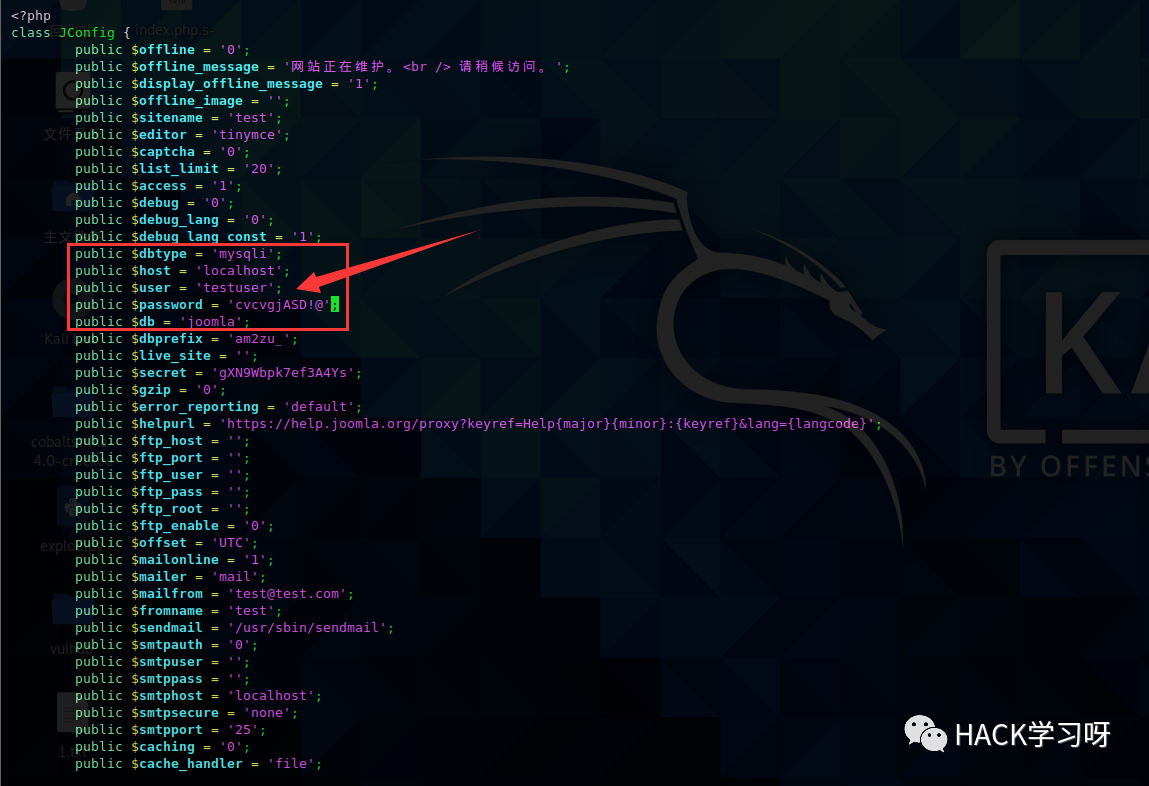 <?php
class JConfig {
public $offline = '0';
public $offline_message = '网站正在维护。<br /> 请稍候访问。';
public $display_offline_message = '1';
public $offline_image = '';
public $sitename = 'test';
public $editor = 'tinymce';
public $captcha = '0';
public $list_limit = '20';
public $access = '1';
public $debug = '0';
public $debug_lang = '0';
public $debug_lang_const = '1';
public $dbtype = 'mysqli';
public $host = 'localhost';
public $user = 'testuser';
public $password = 'cvcvgjASD!@';
public $db = 'joomla';
public $dbprefix = 'am2zu_';
public $live_site = '';
public $secret = 'gXN9Wbpk7ef3A4Ys';
public $gzip = '0';
public $error_reporting = 'default';
public $helpurl = 'https://help.joomla.org/proxy?keyref=Help{major}{minor}:{keyref}&lang={langcode}';
public $ftp_host = '';
public $ftp_port = '';
public $ftp_user = '';
public $ftp_pass = '';
public $ftp_root = '';
public $ftp_enable = '0';
public $offset = 'UTC';
public $mailonline = '1';
public $mailer = 'mail';
public $mailfrom = 'test@test.com';
public $fromname = 'test';
public $sendmail = '/usr/sbin/sendmail';
public $smtpauth = '0';
public $smtpuser = '';
public $smtppass = '';
public $smtphost = 'localhost';
public $smtpsecure = 'none';
public $smtpport = '25';
public $caching = '0';
public $cache_handler = 'file';
index.php.s-
BY OFFENS
HACK学习呀